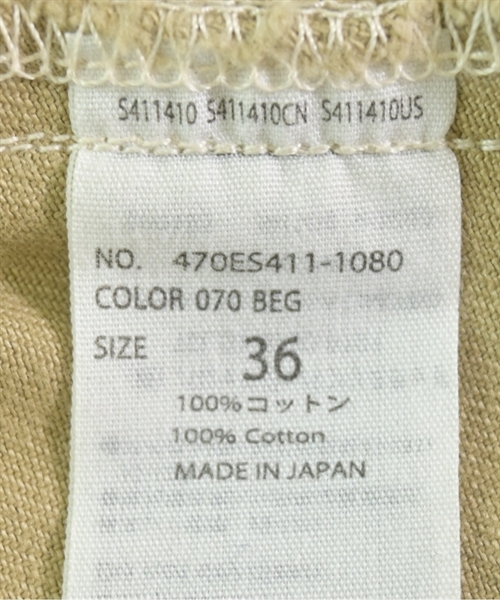 S411410 S411410CN S411410US
NO. 470ES411-1080
COLOR 070 BEG
SIZE 36
100%コットン
100% Cotton
MADE IN JAPAN